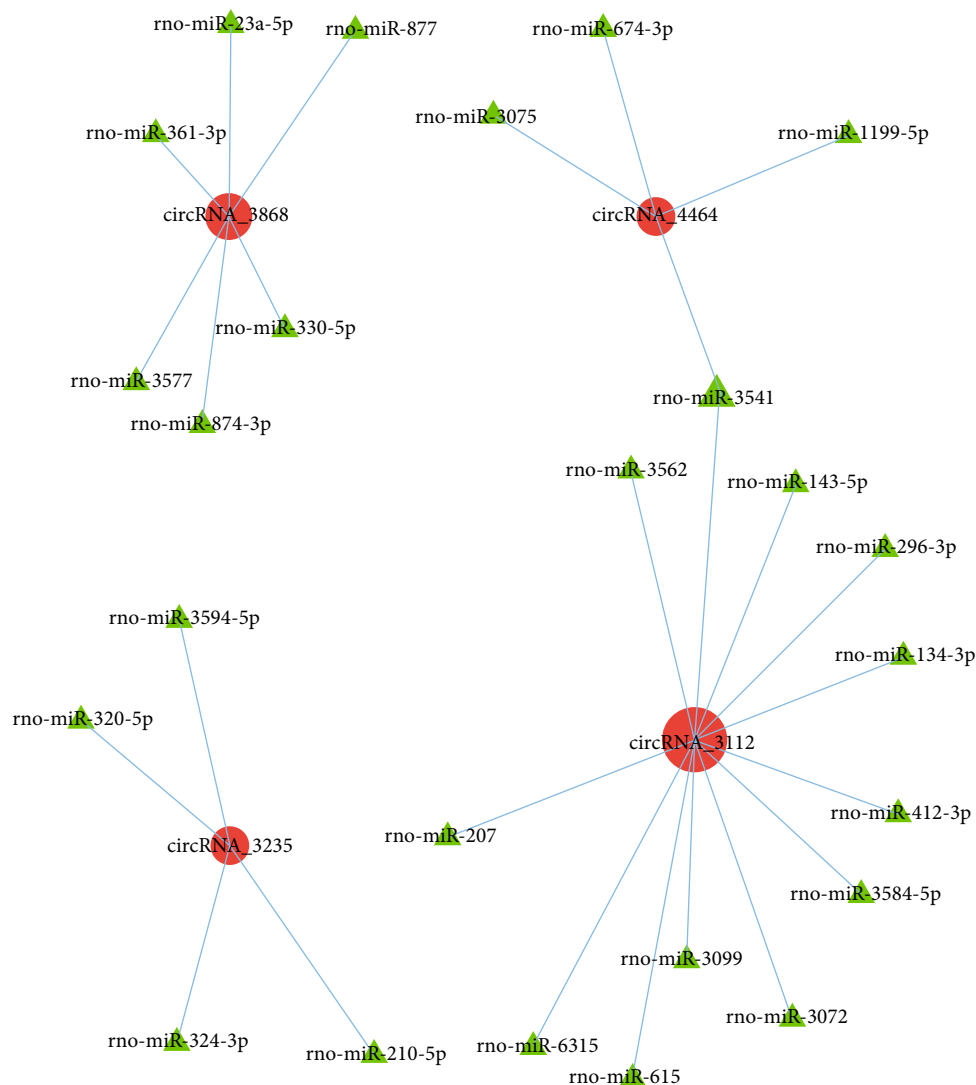 rno-miR-23a-5p
rno-miR-877
rno-miR-674-3p
rno-miR-3075
rno-miR-361-3p
rno-miR-1199-5p
circRNA_3868
circRNA_4464
rno-miR-330-5p
rno-miR-3577
rno-miR-3541
rno-miR-874-3p
rno-miR-3562
rno-miR-143-5p
rno-miR-296-3p
rno-miR-3594-5p
rno-miR-134-3p
rno-miR-320-5p
circRNA_3112
rno-miR-412-3p
rno-miR-207
circRNA_3235
rno-miR-3584-5p
rno-miR-3099
rno-miR-3072
rno-miR-324-3p
rno-miR-6315
rno-miR-210-5p
rno-miR-615